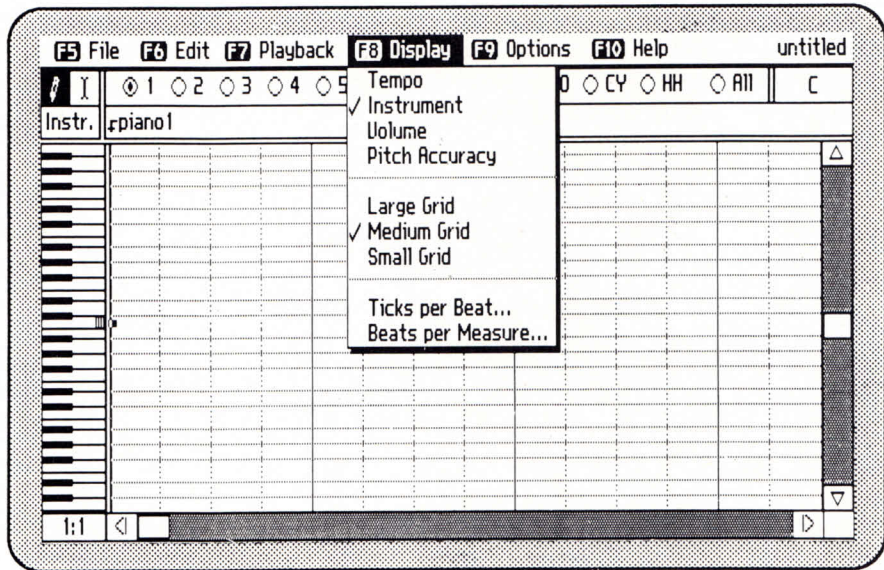 F5 File F6 Edit F7 Playback F8 Display F9 Options F10 Help untitled
1 2 3 4 5 CY HH All C
Tempo
Instrument
Instr. piano1
Volume
Pitch Accuracy
Large Grid
Medium Grid
Small Grid
Ticks per Beat...
Beats per Measure...
1:1